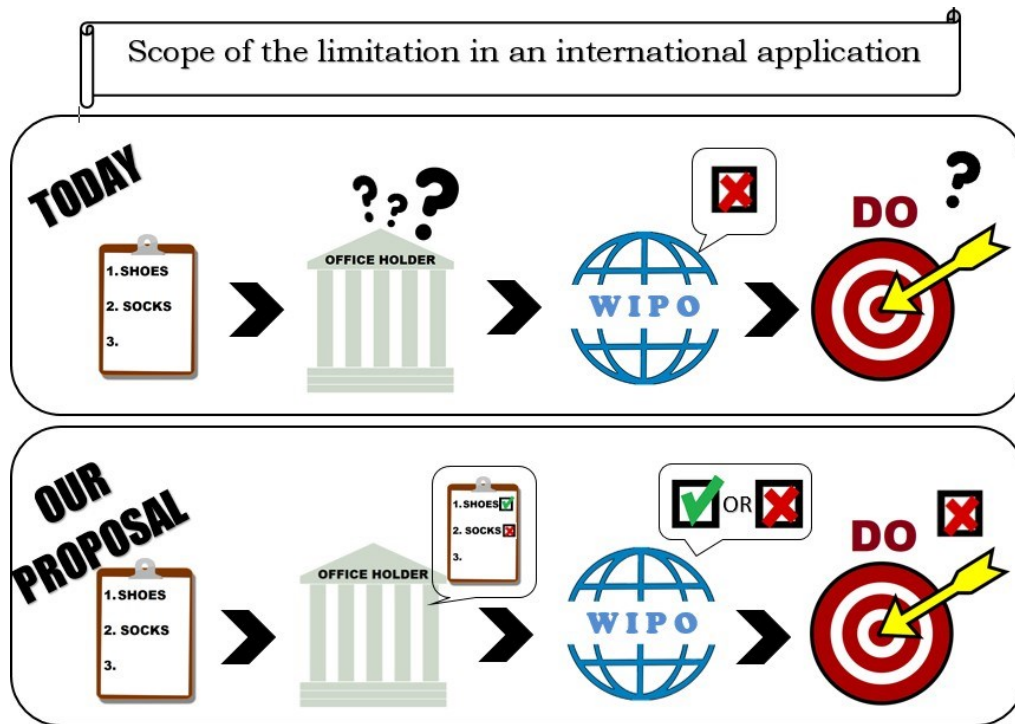 Scope of the limitation in an international application
TODAY
1. SHOES
2. SOCKS
3.
? ? ?
OFFICE HOLDER
WIPO
DO
?
OUR
PROPOSAL
1. SHOES
2. SOCKS
3.
OFFICE HOLDER
1. SHOES
2. SOCKS
3.
OR
WIPO
DO